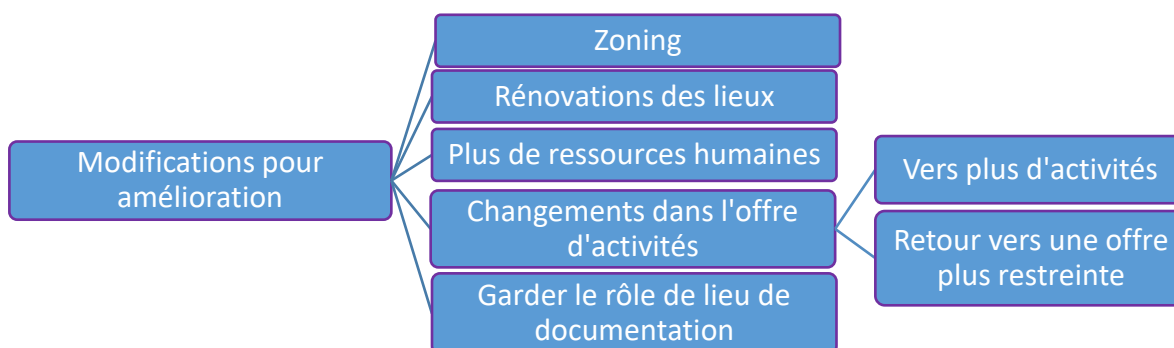 Modifications pour
amélioration
Zoning
Rénovations des lieux
Plus de ressources humaines
Changements dans l'offre
d'activités
Garder le rôle de lieu de
documentation
Vers plus d'activités
Retour vers une offre
plus restreinte